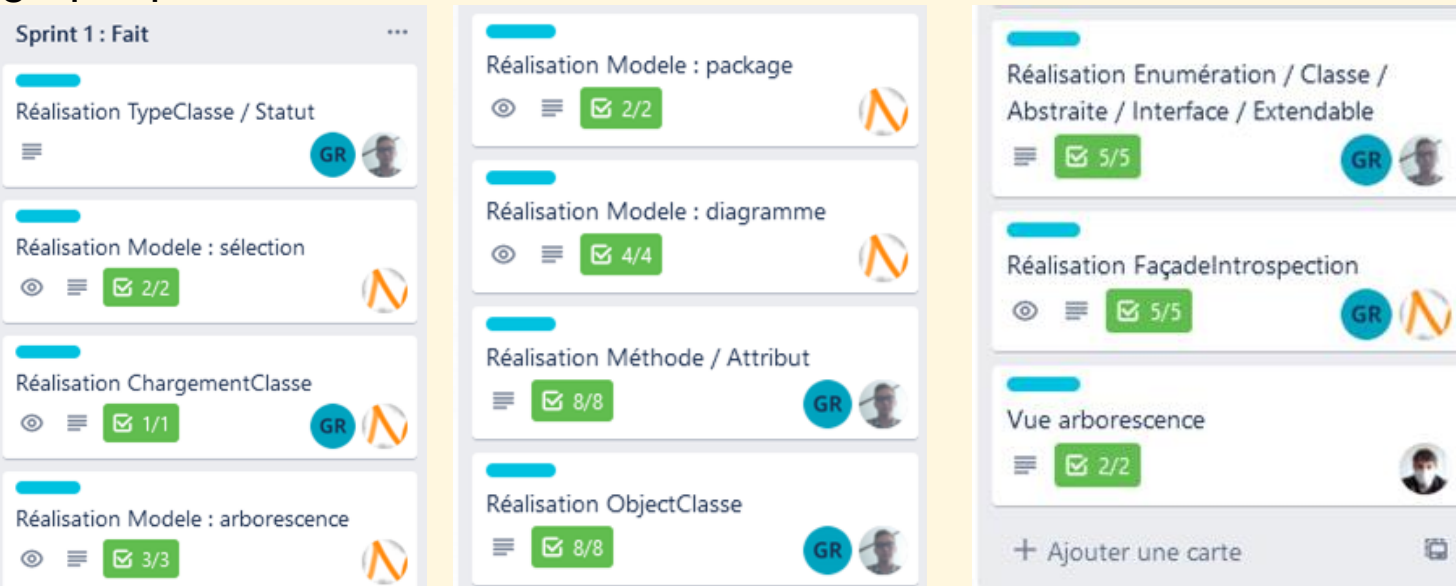 Sprint 1 : Fait
Réalisation TypeClasse / Statut
GR
Réalisation Modele : sélection
2/2
Réalisation ChargementClasse
1/1
GR
Réalisation Modele : arborescence
3/3
Réalisation Modele : package
2/2
Réalisation Modele : diagramme
4/4
Réalisation Méthode / Attribut
8/8
GR
Réalisation ObjectClasse
8/8
GR
Réalisation Enumération / Classe /
Abstraite / Interface / Extendable
5/5
GR
Réalisation FaçadeIntrospection
5/5
GR
Vue arborescence
2/2
+ Ajouter une carte